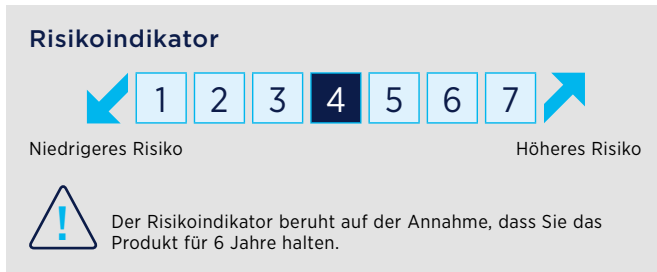 Risikoindikator
1 2 3 4 5 6 7
Niedrigeres Risiko Höheres Risiko
!
Der Risikoindikator beruht auf der Annahme, dass Sie das
Produkt für 6 Jahre halten.